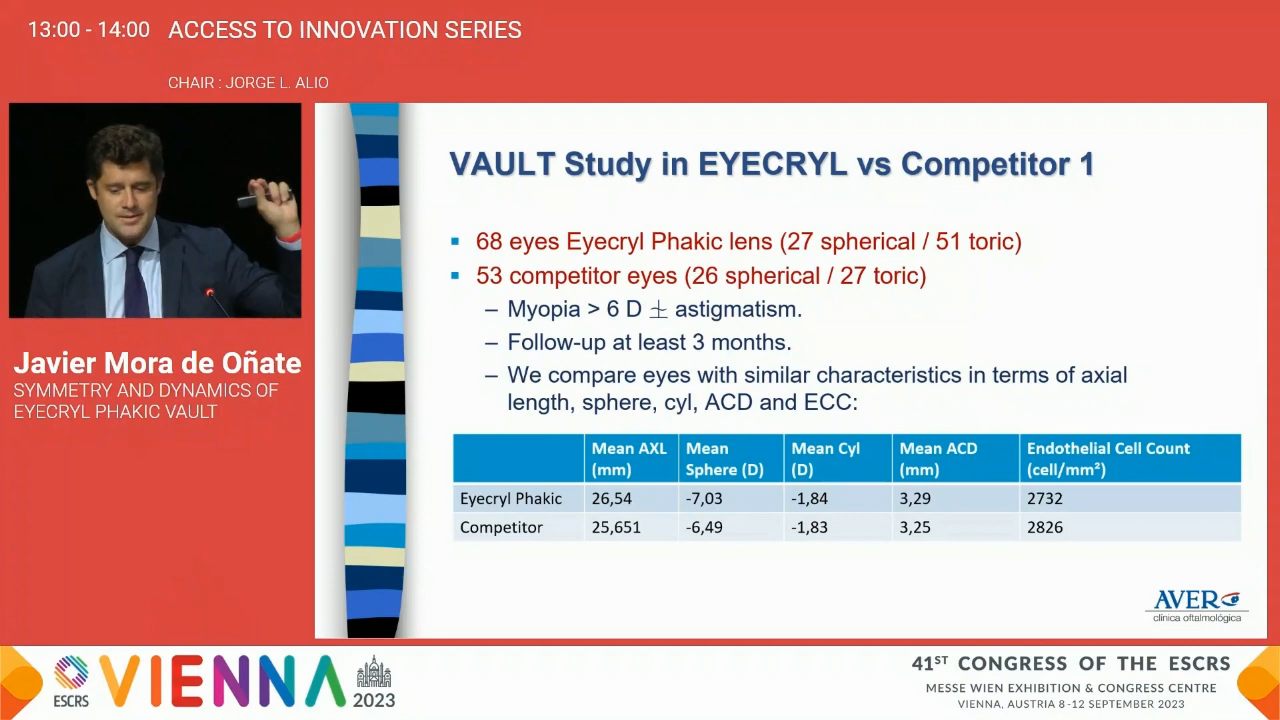 13:00 - 14:00 ACCESS TO INNOVATION SERIES
CHAIR : JORGE L. ALIO
Javier Mora de Oñate
SYMMETRY AND DYNAMICS OF
EYECRYL PHAKIC VAULT
VAULT Study in EYECRYL vs Competitor 1
▪ 68 eyes Eyecryl Phakic lens (27 spherical / 51 toric)
▪ 53 competitor eyes (26 spherical / 27 toric)
– Myopia > 6 D ± astigmatism.
– Follow-up at least 3 months.
– We compare eyes with similar characteristics in terms of axial
length, sphere, cyl, ACD and ECC:
Mean AXL (mm) Mean Sphere (D) Mean Cyl (D) Mean ACD (mm) Endothelial Cell Count (cell/mm²)
Eyecryl Phakic 26,54 -7,03 -1,84 3,29 2732
Competitor 25,651 -6,49 -1,83 3,25 2826
AVER
clínica oftalmológica
ESCRS
VIENNA
2023
41ST CONGRESS OF THE ESCRS
MESSE WIEN EXHIBITION & CONGRESS CENTRE
VIENNA, AUSTRIA 8-12 SEPTEMBER 2023